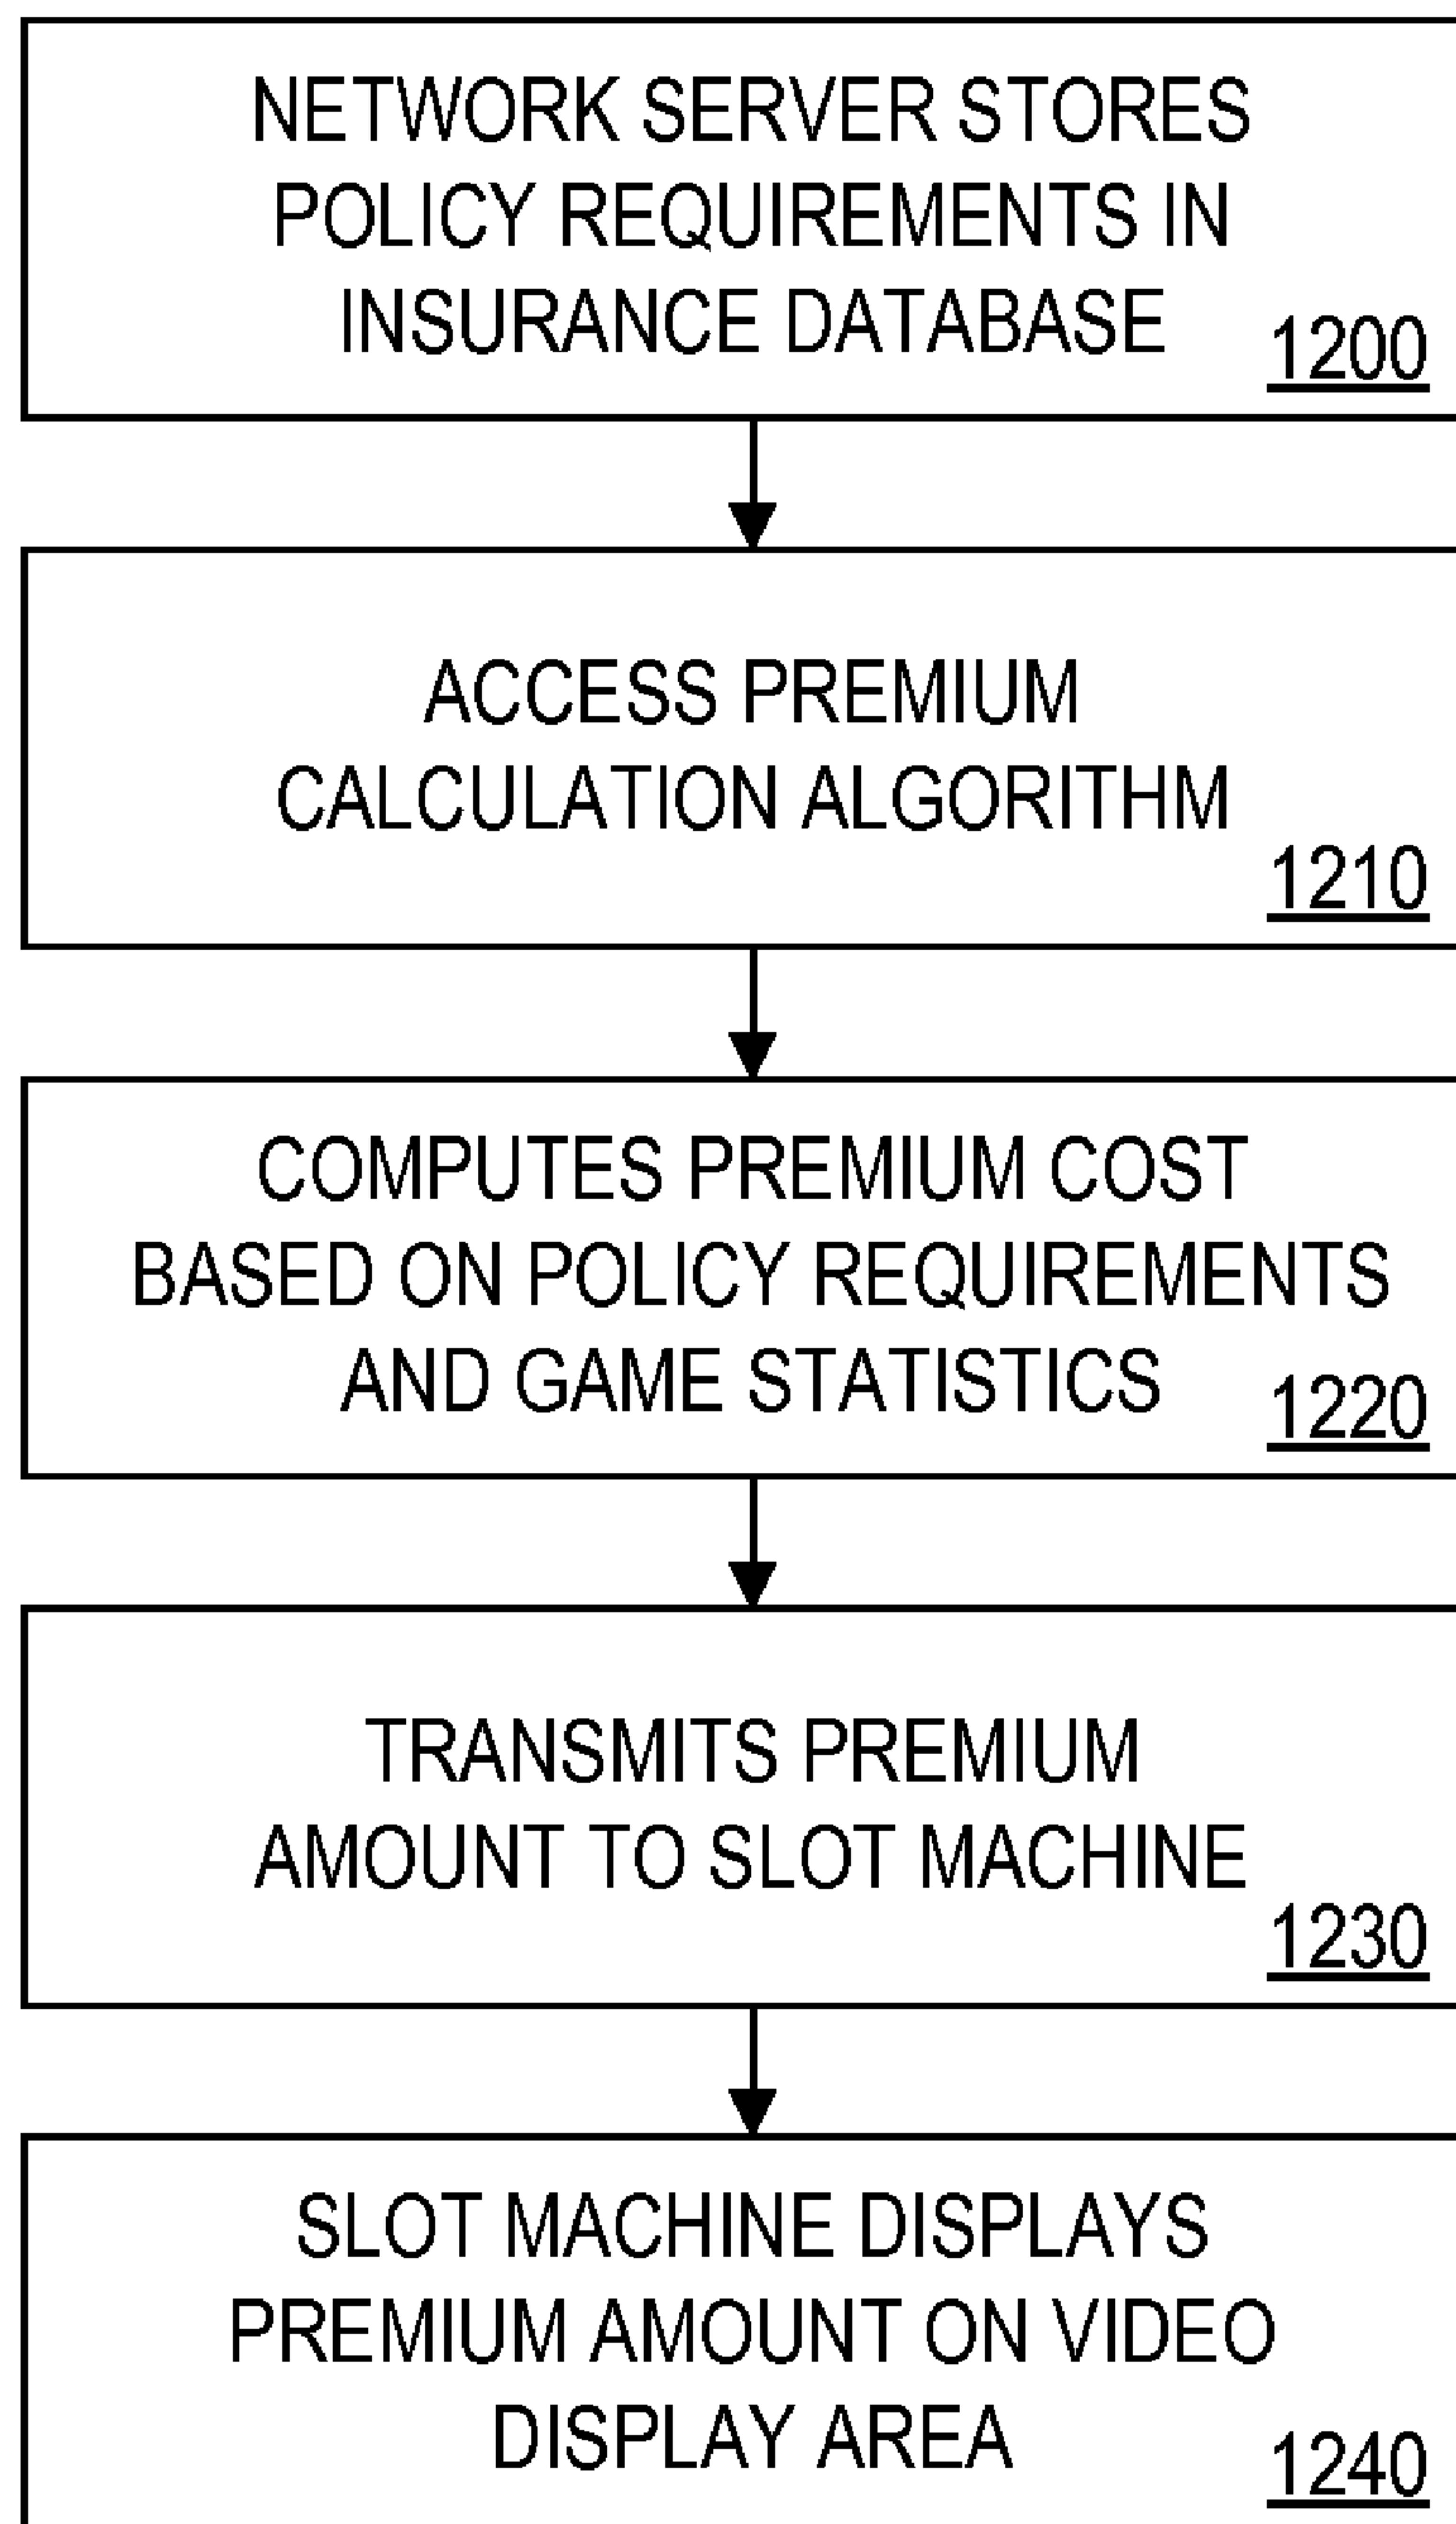 NETWORK SERVER STORES
POLICY REQUIREMENTS IN
INSURANCE DATABASE
1200
ACCESS PREMIUM
CALCULATION ALGORITHM
1210
COMPUTES PREMIUM COST
BASED ON POLICY REQUIREMENTS
AND GAME STATISTICS
1220
TRANSMITS PREMIUM
AMOUNT TO SLOT MACHINE
1230
SLOT MACHINE DISPLAYS
PREMIUM AMOUNT ON VIDEO
DISPLAY AREA
1240